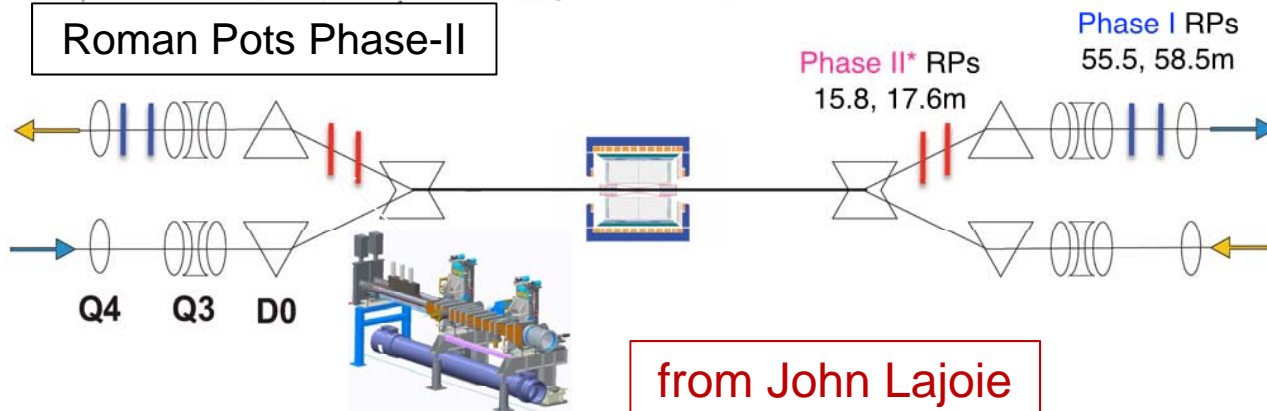 Roman Pots Phase-II
Phase I RPs
55.5, 58.5m
Phase II* RPs
15.8, 17.6m
Q4 Q3 D0
from John Lajoie